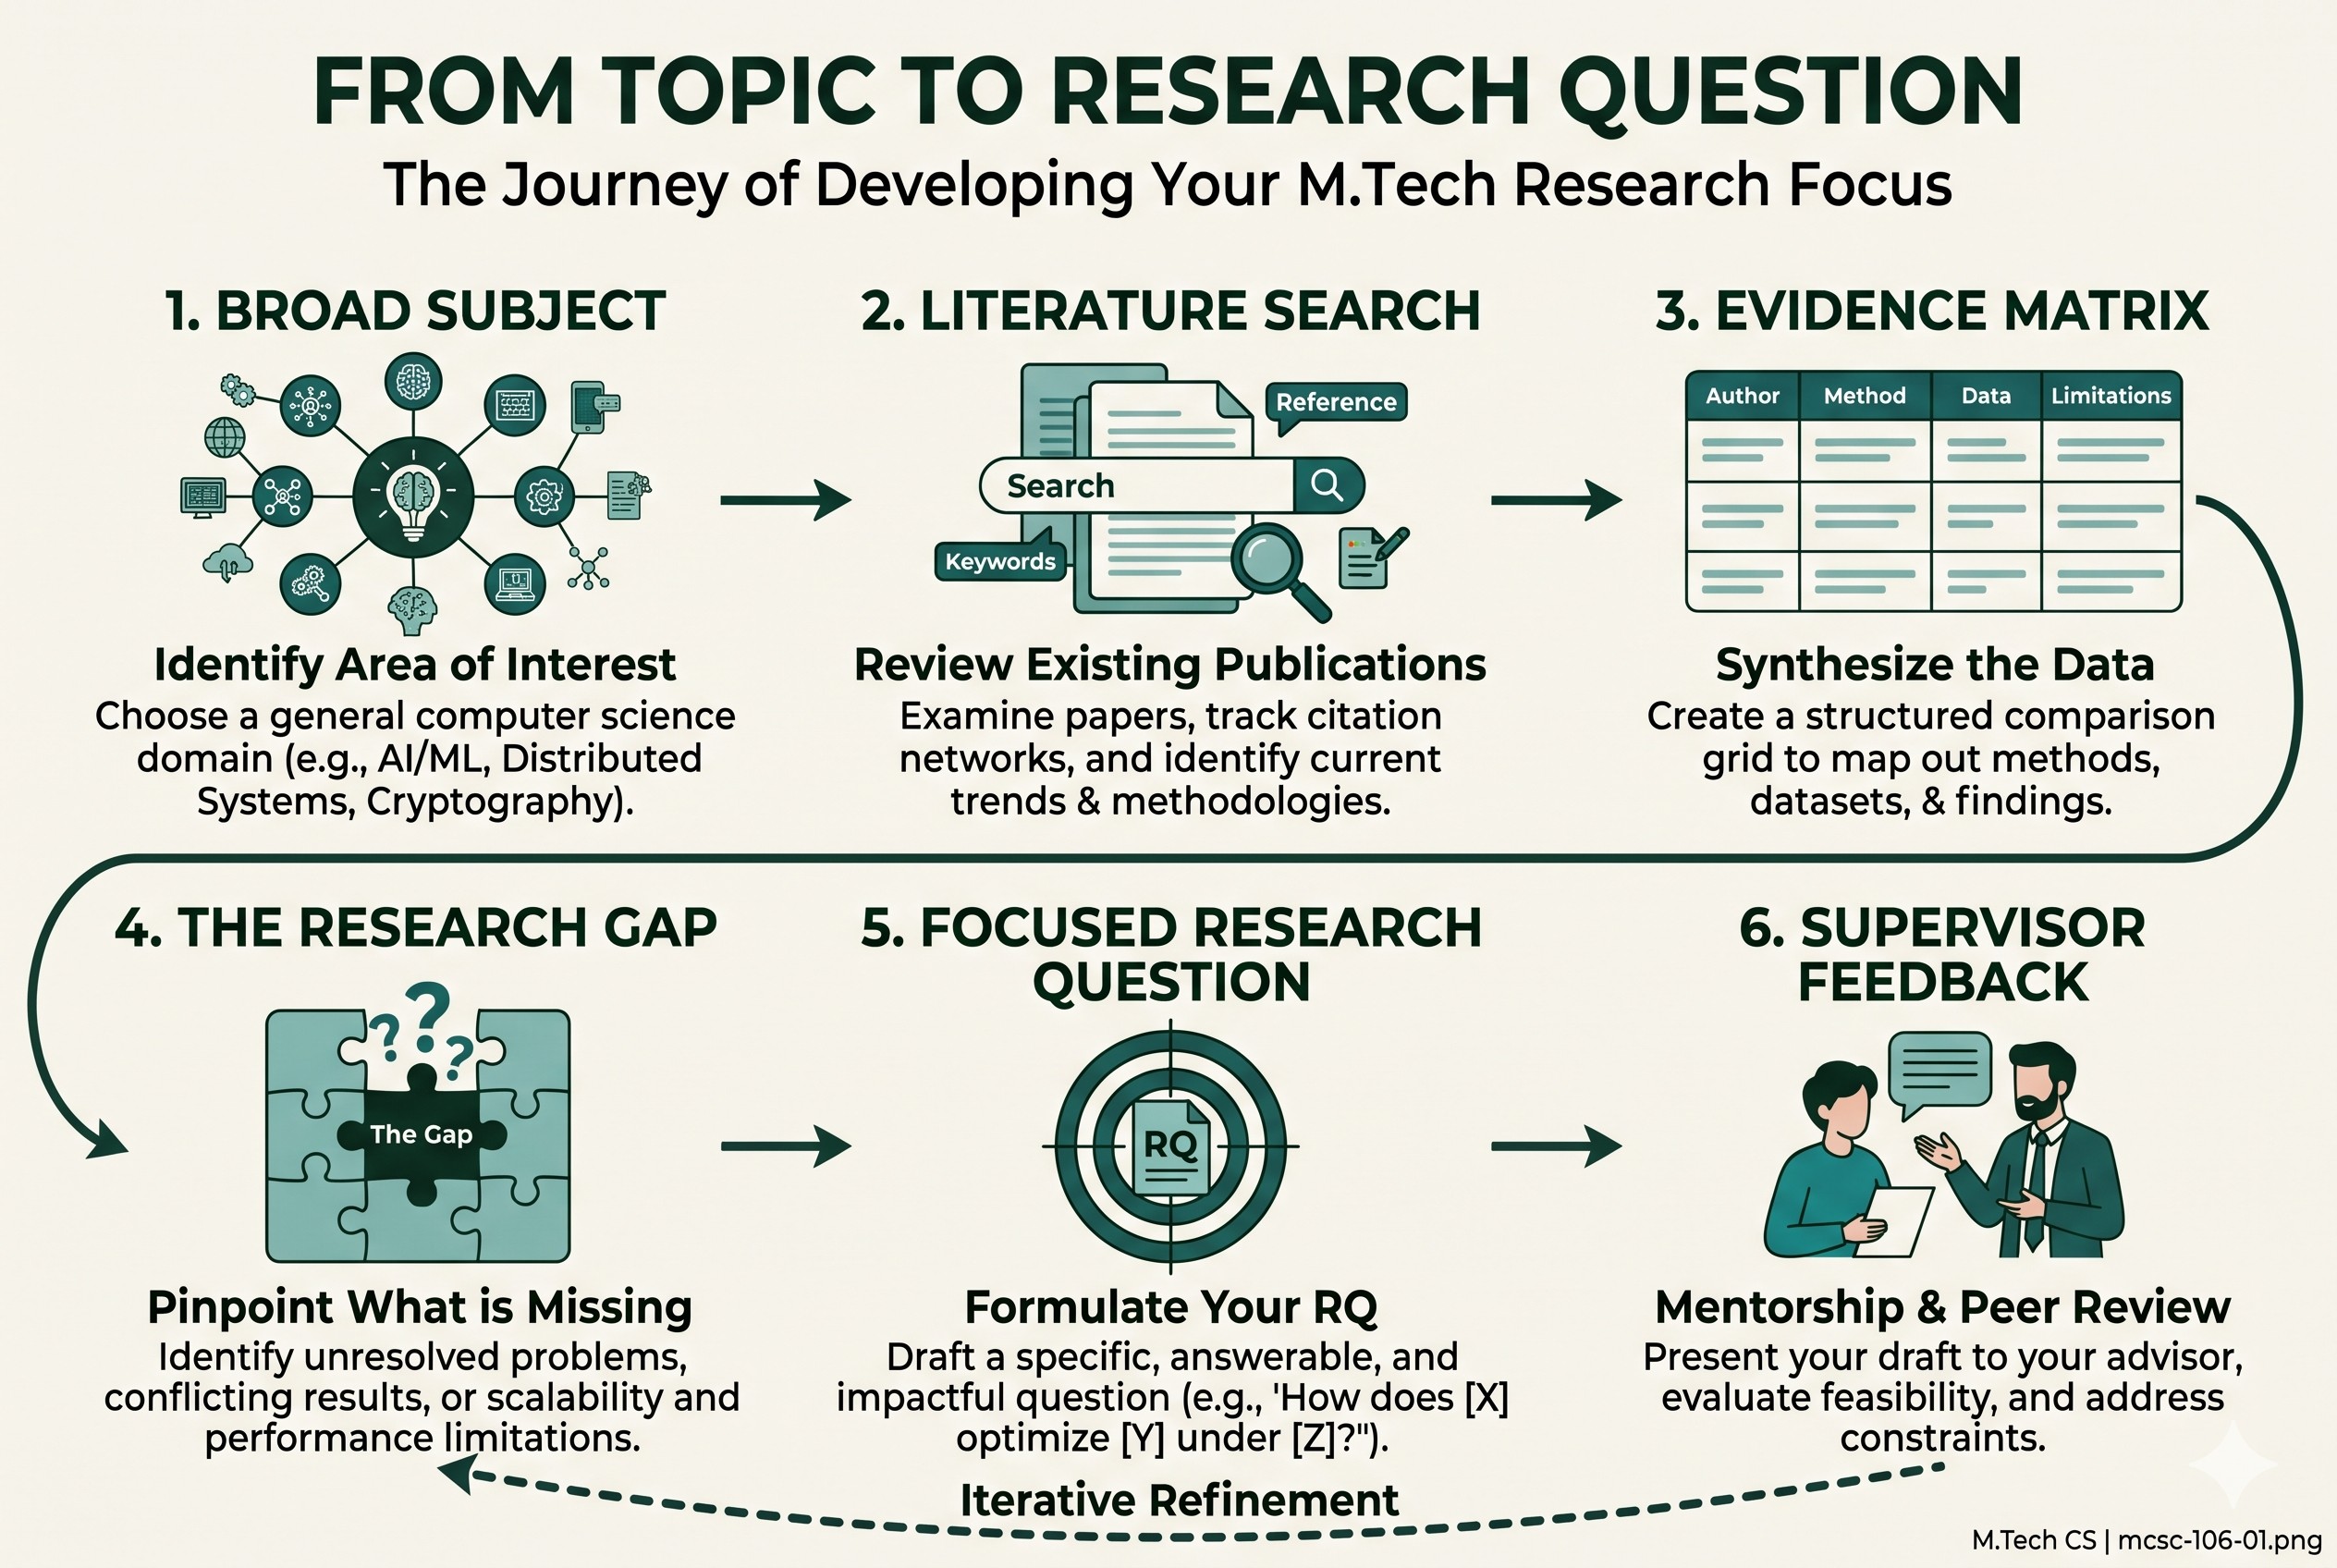 FROM TOPIC TO RESEARCH QUESTION
The Journey of Developing Your M.Tech Research Focus
1. BROAD SUBJECT
Identify Area of Interest
Choose a general computer science
domain (e.g., AI/ML, Distributed
Systems, Cryptography).
2. LITERATURE SEARCH
Reference
Search
Keywords
Review Existing Publications
Examine papers, track citation
networks, and identify current
trends & methodologies.
3. EVIDENCE MATRIX
Author Method Data Limitations
Synthesize the Data
Create a structured comparison
grid to map out methods,
datasets, & findings.
4. THE RESEARCH GAP
? ? ?
The Gap
Pinpoint What is Missing
Identify unresolved problems,
conflicting results, or scalability and
performance limitations.
5. FOCUSED RESEARCH
QUESTION
RQ
Formulate Your RQ
Draft a specific, answerable, and
impactful question (e.g., 'How does [X]
optimize [Y] under [Z]?").
6. SUPERVISOR
FEEDBACK
Mentorship & Peer Review
Present your draft to your advisor,
evaluate feasibility, and address
constraints.
Iterative Refinement
M.Tech CS | mcsc-106-01.png